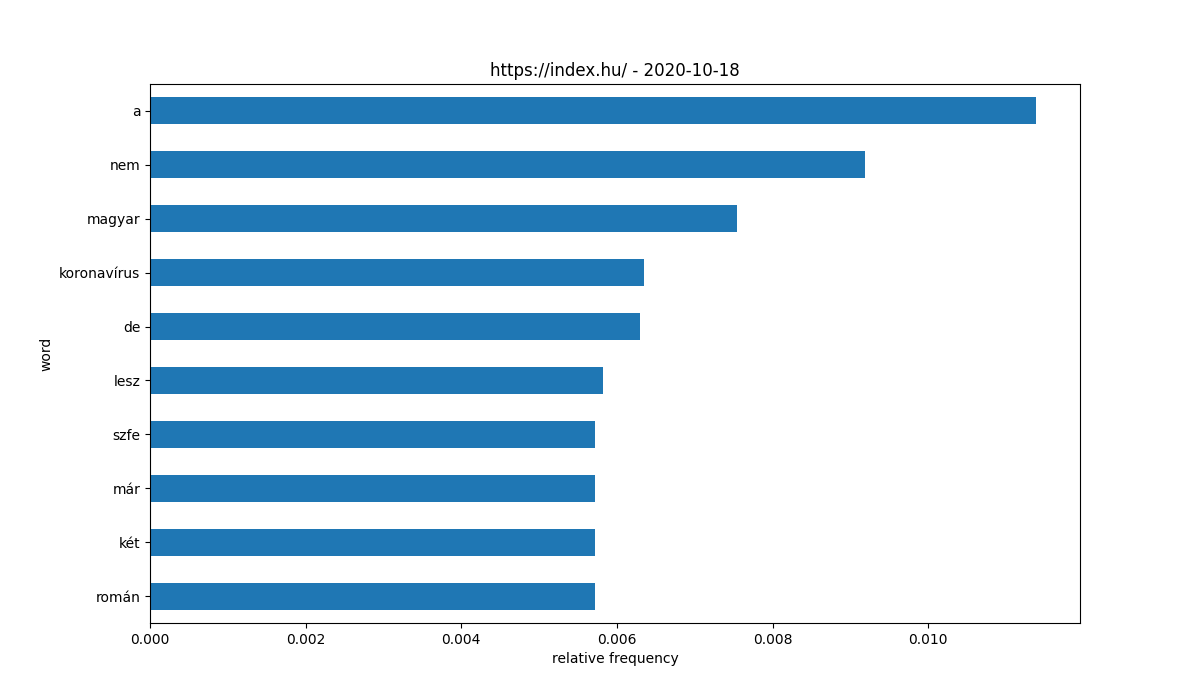 https://index.hu/ - 2020-10-18
a
nem
magyar
koronavírus
de
lesz
szfe
már
két
román
word
0.000 0.002 0.004 0.006 0.008 0.010
relative frequency